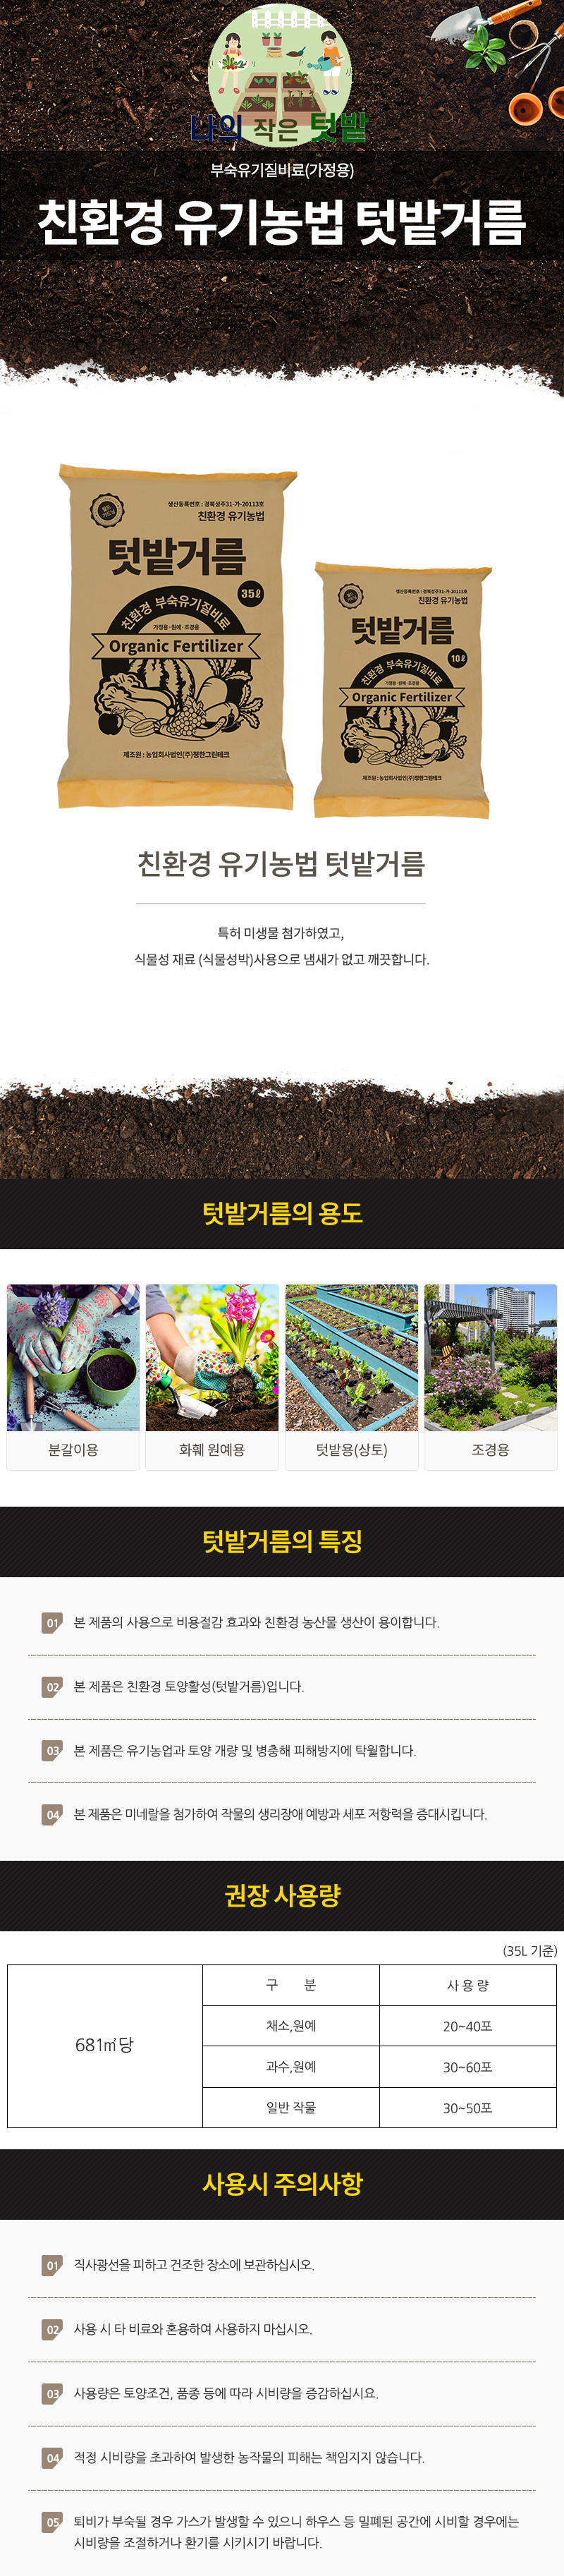 나의 작은 텃밭
부숙유기질비료(가정용)
친환경 유기농법 텃밭거름
생산등록번호 : 경북성주31-가-20113호
친환경 유기농법
텃밭거름
35ℓ
친환경 부숙유기질비료
가정용·원예·조경용
Organic Fertilizer
제조원 : 농업회사법인(주)정한그린테크
생산등록번호 : 경북성주31-가-20113호
친환경 유기농법
텃밭거름
10ℓ
친환경 부숙유기질비료
가정용·원예·조경용
Organic Fertilizer
제조원 : 농업회사법인(주)정한그린테크
친환경 유기농법 텃밭거름
특허 미생물 첨가하였고,
식물성 재료 (식물성박)사용으로 냄새가 없고 깨끗합니다.
텃밭거름의 용도
분갈이용
화훼 원예용
텃밭용(상토)
조경용
텃밭거름의 특징
01 본 제품의 사용으로 비용절감 효과와 친환경 농산물 생산이 용이합니다.
02 본 제품은 친환경 토양활성(텃밭거름)입니다.
03 본 제품은 유기농업과 토양 개량 및 병충해 피해방지에 탁월합니다.
04 본 제품은 미네랄을 첨가하여 작물의 생리장애 예방과 세포 저항력을 증대시킵니다.
권장 사용량
(35L 기준)
구 분 사 용 량
681㎡당
채소,원예 20~40포
과수,원예 30~60포
일반 작물 30~50포
사용시 주의사항
01 직사광선을 피하고 건조한 장소에 보관하십시오.
02 사용 시 타 비료와 혼용하여 사용하지 마십시오.
03 사용량은 토양조건, 품종 등에 따라 시비량을 증감하십시요.
04 적정 시비량을 초과하여 발생한 농작물의 피해는 책임지지 않습니다.
05 퇴비가 부숙될 경우 가스가 발생할 수 있으니 하우스 등 밀폐된 공간에 시비할 경우에는
시비량을 조절하거나 환기를 시키시기 바랍니다.